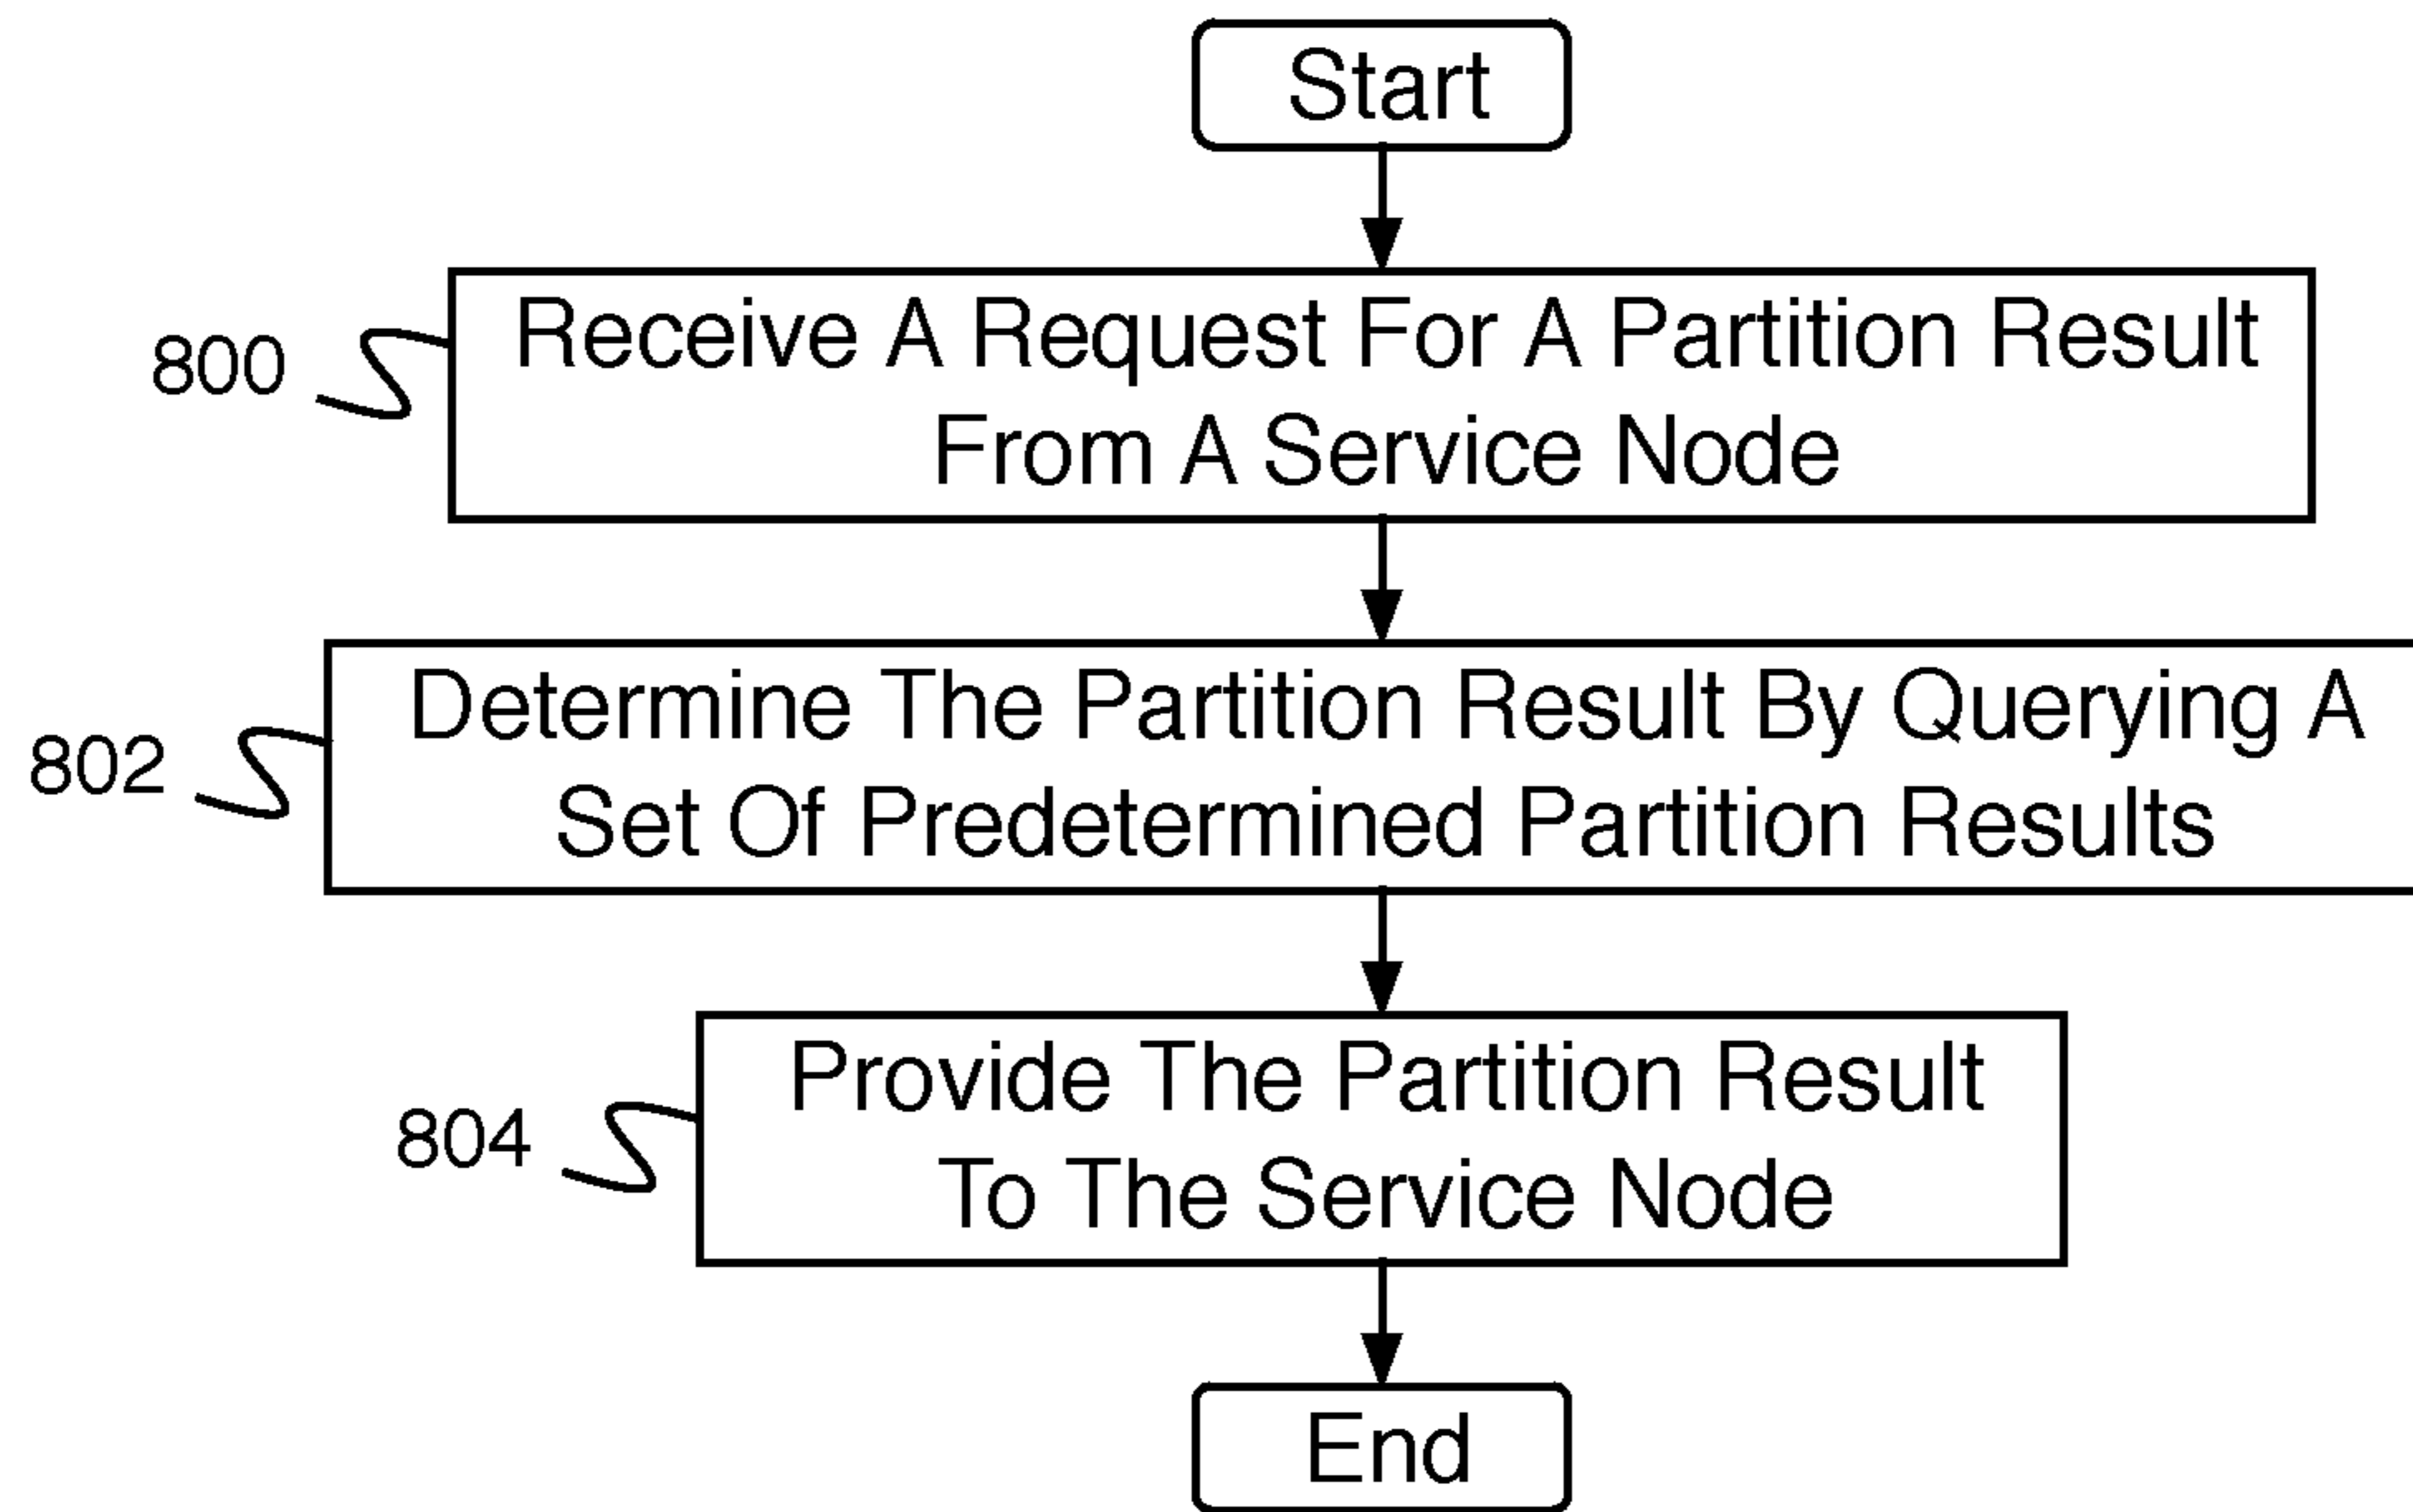 Start
800
Receive A Request For A Partition Result
From A Service Node
802
Determine The Partition Result By Querying A
Set Of Predetermined Partition Results
804
Provide The Partition Result
To The Service Node
End